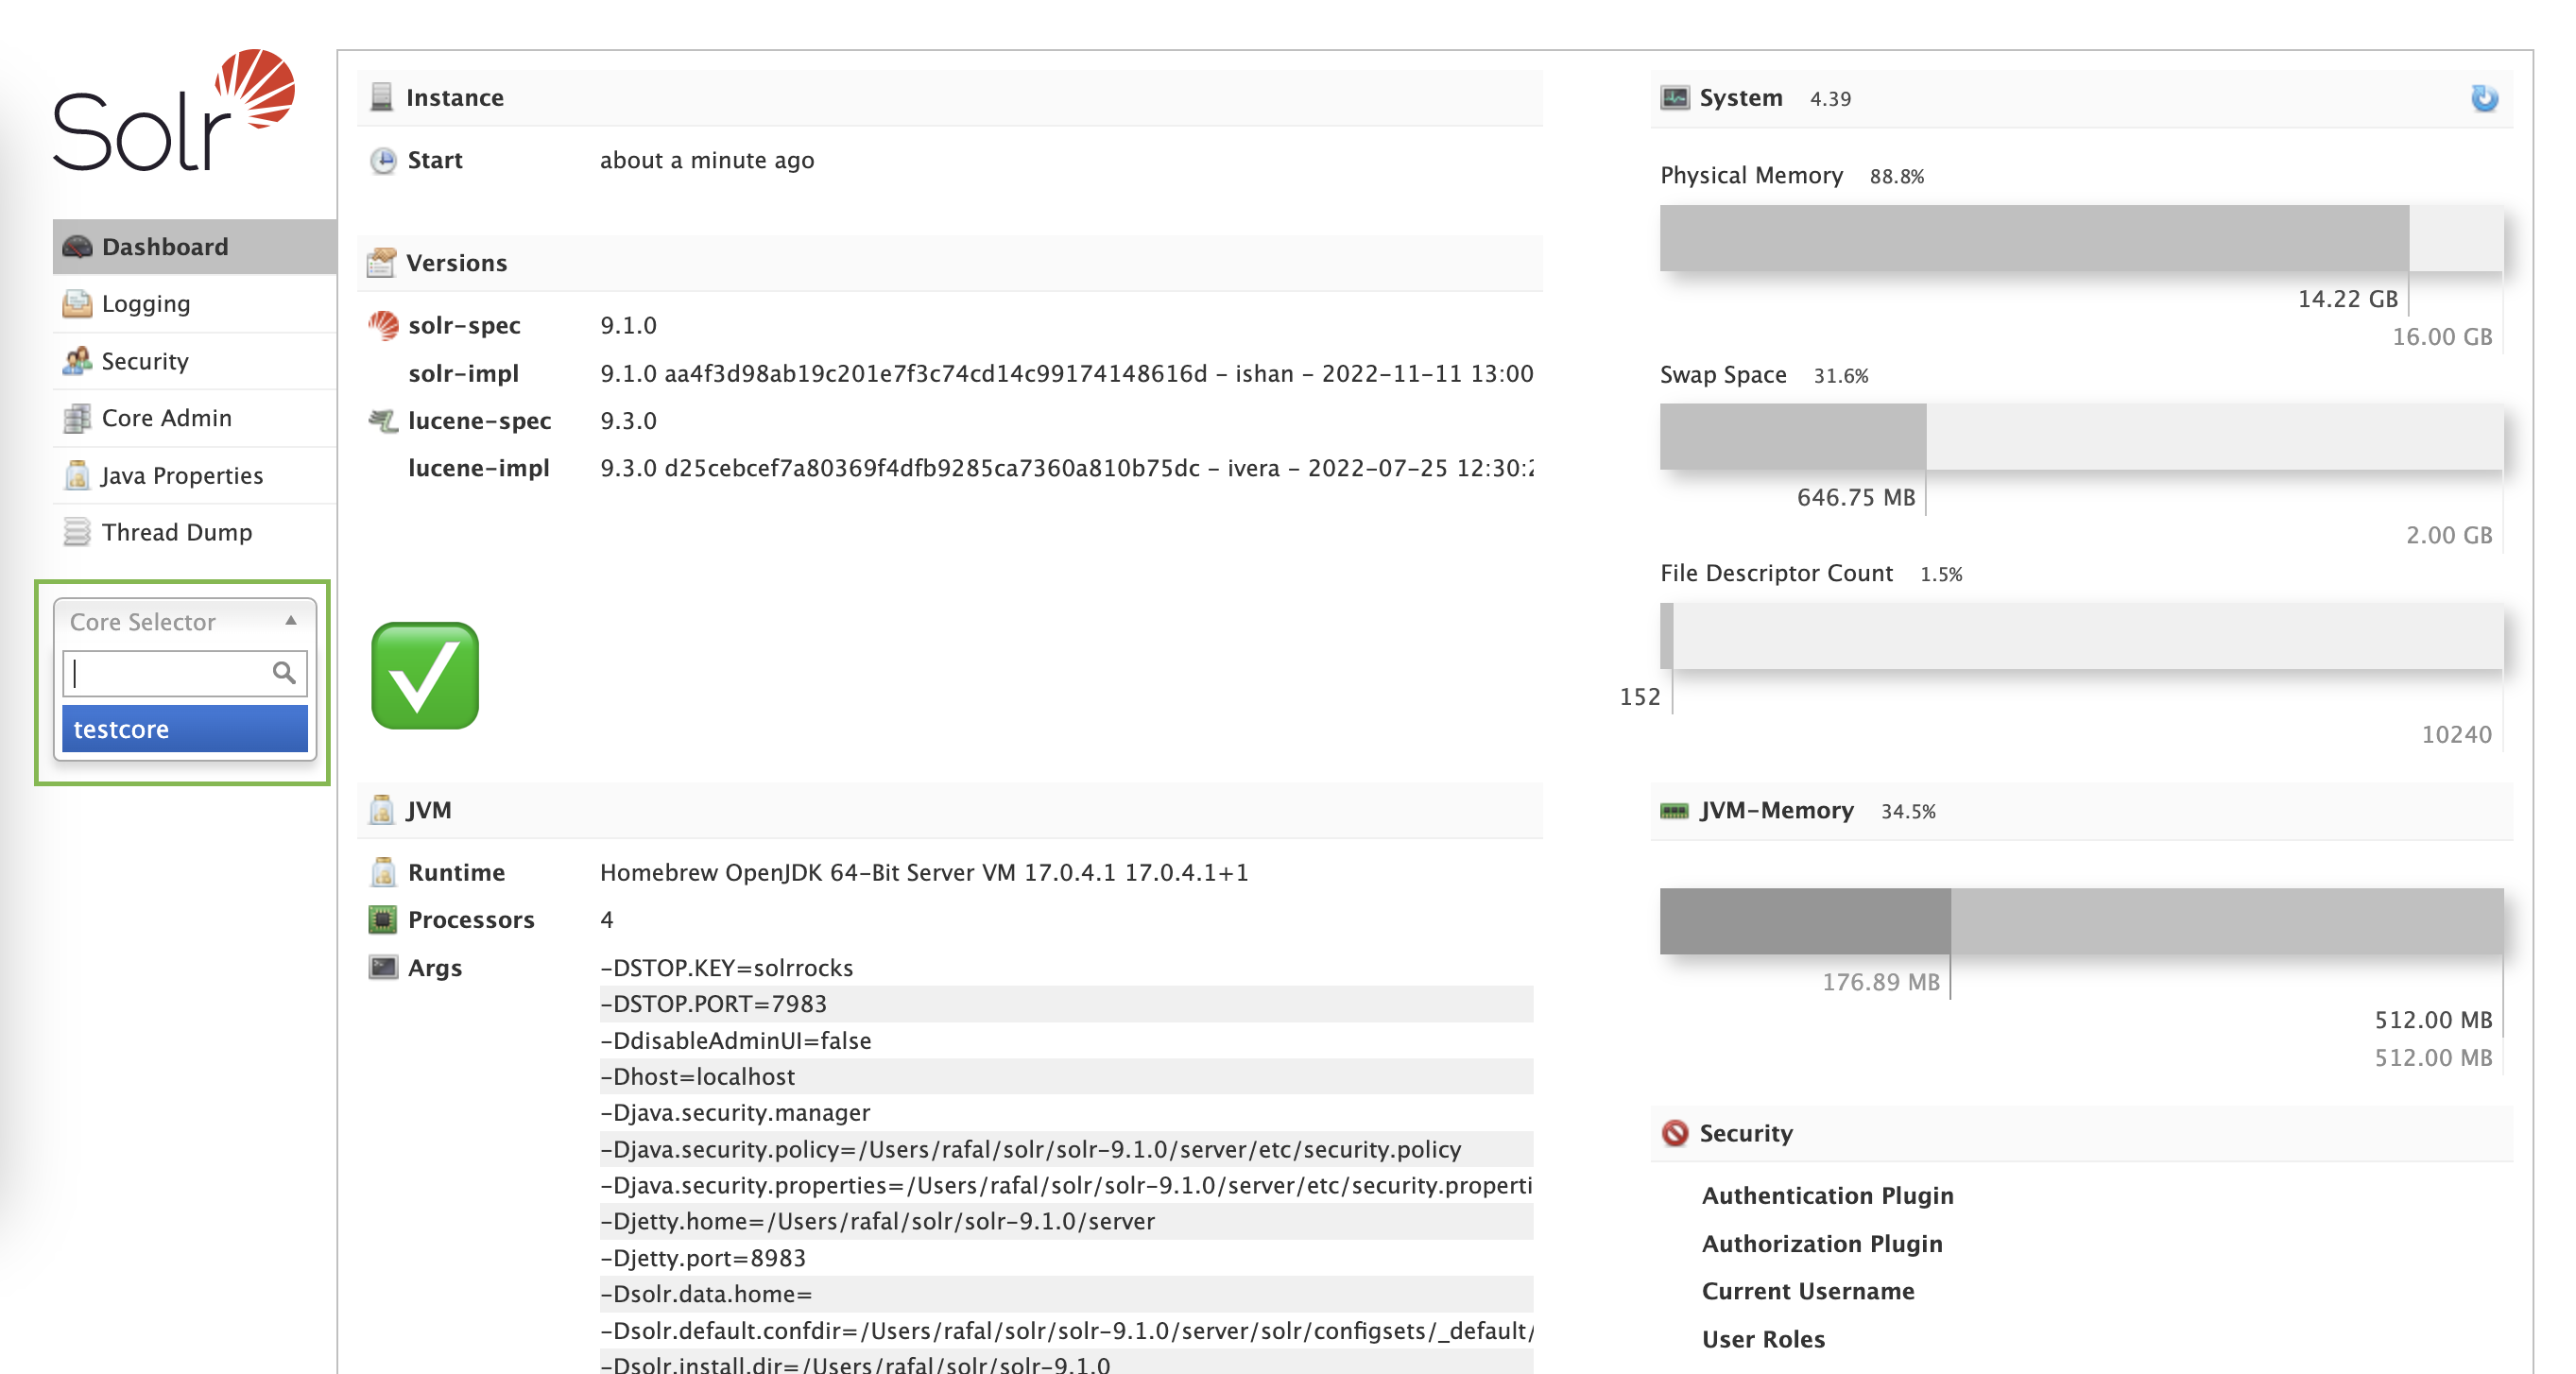 Solr
Dashboard
Logging
Security
Core Admin
Java Properties
Thread Dump
Core Selector
testcore
Instance
Start about a minute ago
Versions
solr-spec 9.1.0
solr-impl 9.1.0 aa4f3d98ab19c201e7f3c74cd14c99174148616d - ishan - 2022-11-11 13:00
lucene-spec 9.3.0
lucene-impl 9.3.0 d25cebcef7a80369f4dfb9285ca7360a810b75dc - ivera - 2022-07-25 12:30:2
JVM
Runtime Homebrew OpenJDK 64-Bit Server VM 17.0.4.1 17.0.4.1+1
Processors 4
Args -DSTOP.KEY=solrrocks
-DSTOP.PORT=7983
-DdisableAdminUI=false
-Dhost=localhost
-Djava.security.manager
-Djava.security.policy=/Users/rafal/solr/solr-9.1.0/server/etc/security.policy
-Djava.security.properties=/Users/rafal/solr/solr-9.1.0/server/etc/security.properti
-Djetty.home=/Users/rafal/solr/solr-9.1.0/server
-Djetty.port=8983
-Dsolr.data.home=
-Dsolr.default.confdir=/Users/rafal/solr/solr-9.1.0/server/solr/configsets/_default/
-Dsolr.install.dir=/Users/rafal/solr/solr-9.1.0
System 4.39
Physical Memory 88.8%
14.22 GB
16.00 GB
Swap Space 31.6%
646.75 MB
2.00 GB
File Descriptor Count 1.5%
152
10240
JVM-Memory 34.5%
176.89 MB
512.00 MB
512.00 MB
Security
Authentication Plugin
Authorization Plugin
Current Username
User Roles